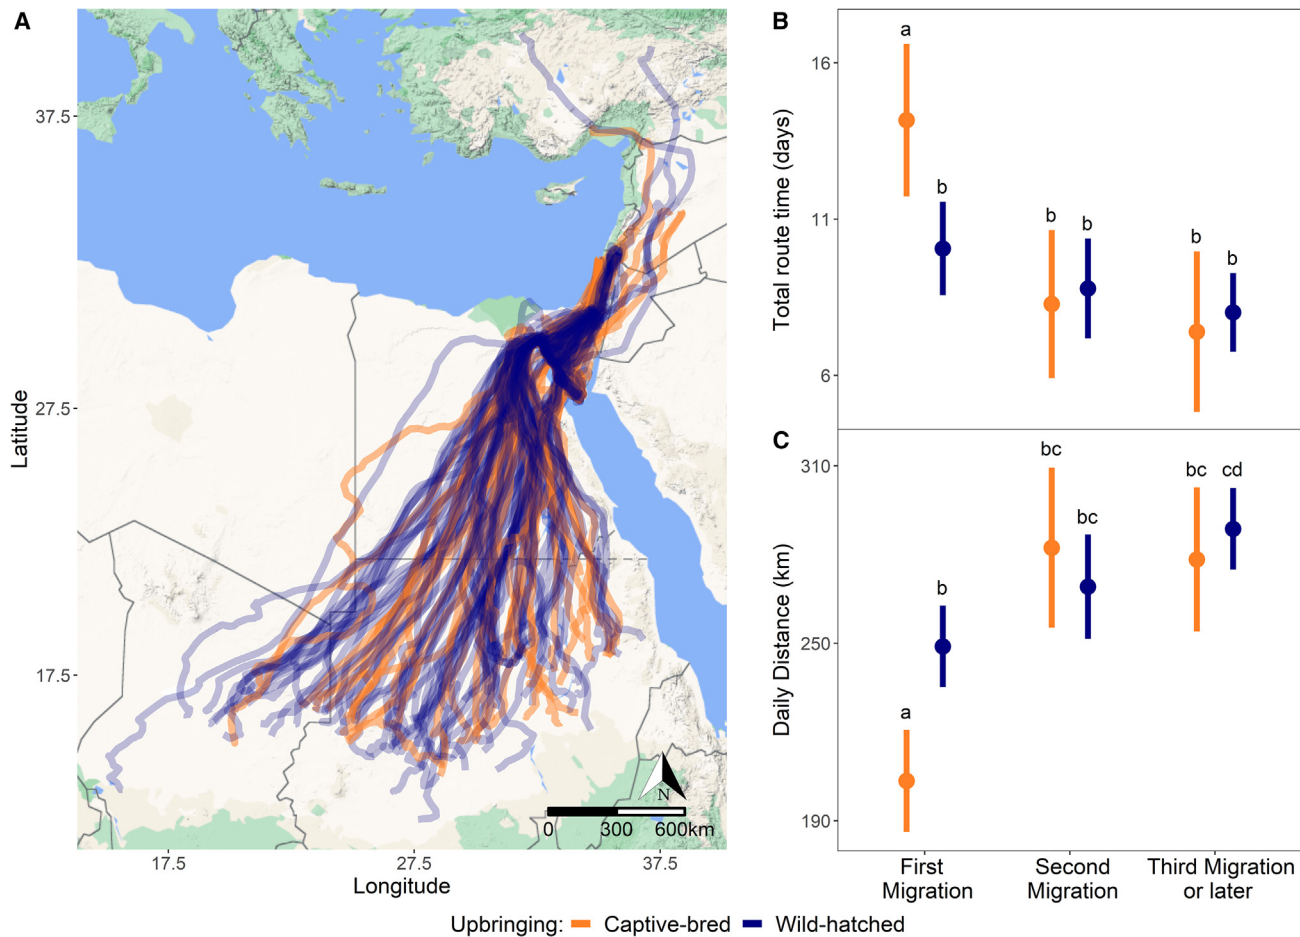 A
37.5
27.5
17.5
Latitude
N
0 300 600km
17.5 27.5 37.5
Longitude
B
a
b
b
b
b
b
16
11
6
Total route time (days)
C
bc
bc
bc
cd
b
a
310
250
190
Daily Distance (km)
First
Migration
Second
Migration
Third Migration
or later
Upbringing: Captive-bred Wild-hatched